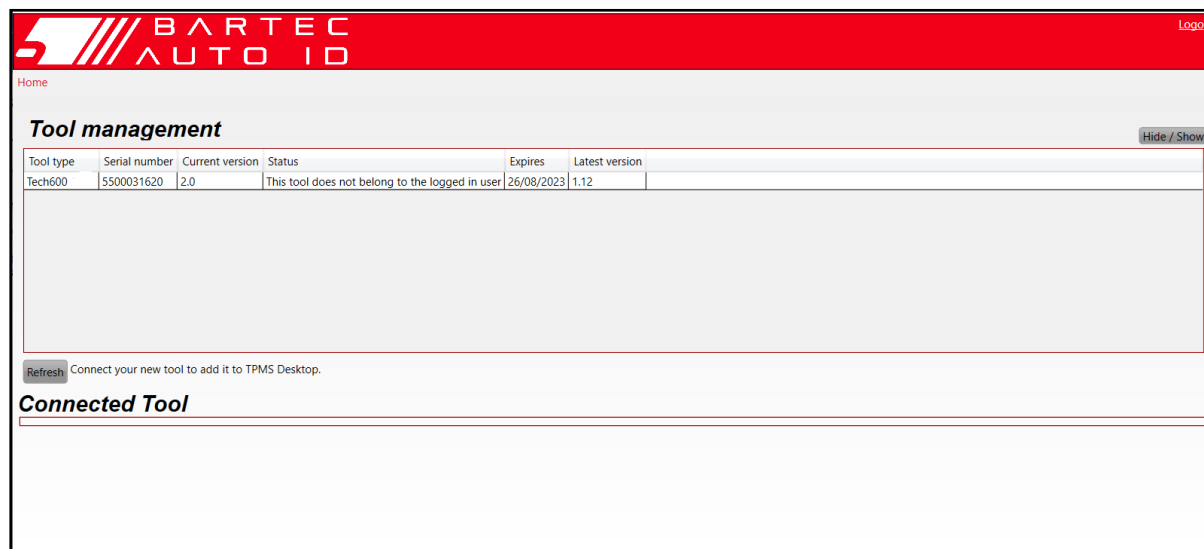 BARTEC
AUTO ID
Logo
Home
Tool management
Hide / Show
Tool type Serial number Current version Status Expires Latest version
Tech600 5500031620 2.0 This tool does not belong to the logged in user 26/08/2023 1.12
Refresh Connect your new tool to add it to TPMS Desktop.
Connected Tool